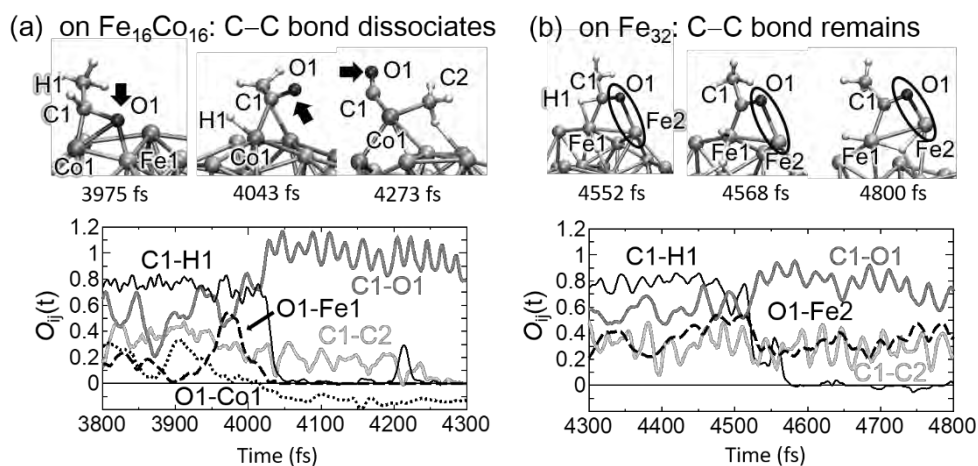 (a) on Fe16Co16: C–C bond dissociates
H1
O1
C1
Co1
Fe1
3975 fs
O1
C1
H1
Co1
4043 fs
O1
C2
C1
Co1
4273 fs
Oij(t)
1.2
1
0.8
0.6
0.4
0.2
0
C1-H1
C1-O1
O1-Fe1
C1-C2
O1-Co1
3800 3900 4000 4100 4200 4300
Time (fs)
(b) on Fe32: C–C bond remains
C1
O1
H1
Fe2
Fe1
4552 fs
C1
O1
Fe1
Fe2
4568 fs
C1
O1
Fe1
Fe2
4800 fs
Oij(t)
1.2
1
0.8
0.6
0.4
0.2
0
C1-H1
C1-O1
O1-Fe2
C1-C2
4300 4400 4500 4600 4700 4800
Time (fs)